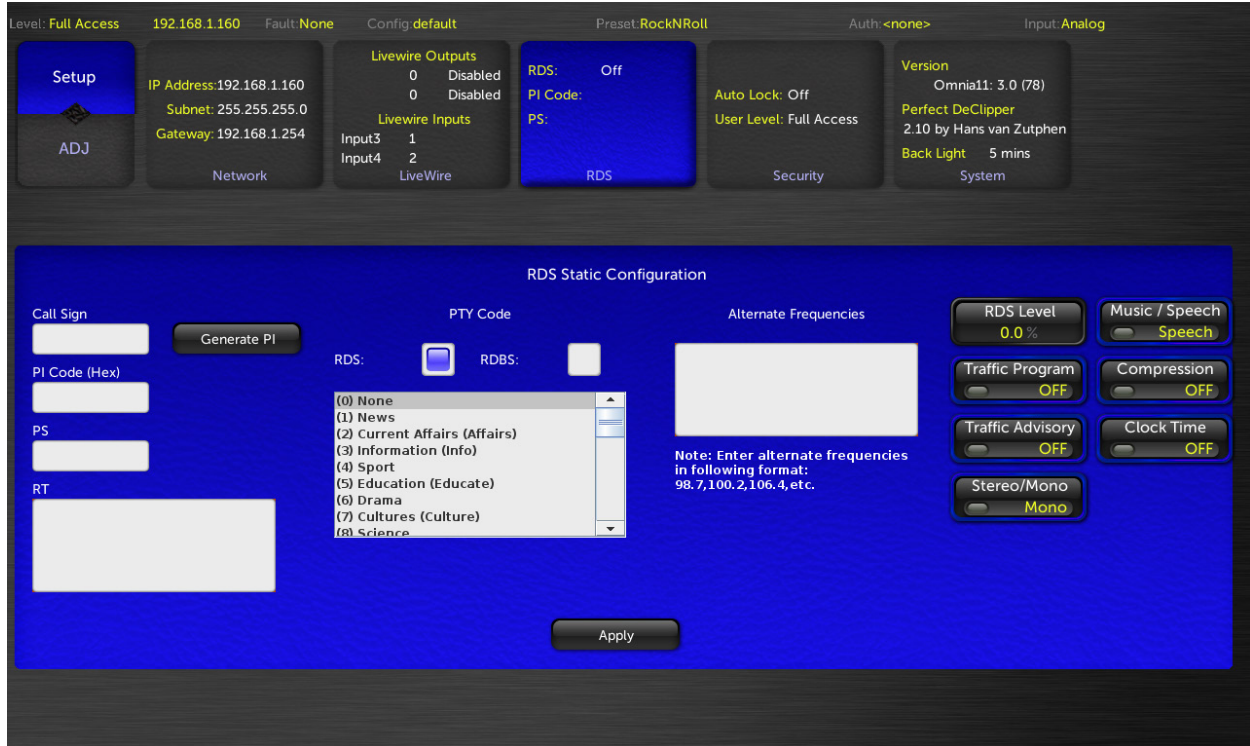 Level: Full Access 192.168.1.160 Fault:None Config:default Preset:RockNRoll Auth:<none> Input:Analog
Setup
ADJ
IP Address:192.168.1.160
Subnet: 255.255.255.0
Gateway: 192.168.1.254
Network
Livewire Outputs
0 Disabled
0 Disabled
Livewire Inputs
Input3 1
Input4 2
LiveWire
RDS: Off
PI Code:
PS:
RDS
Auto Lock: Off
User Level: Full Access
Security
Version
Omnia11: 3.0 (78)
Perfect DeClipper
2.10 by Hans van Zutphen
Back Light 5 mins
System
RDS Static Configuration
Call Sign
Generate PI
PI Code (Hex)
PS
RT
PTY Code
RDS: RDBS:
(0) None
(1) News
(2) Current Affairs (Affairs)
(3) Information (Info)
(4) Sport
(5) Education (Educate)
(6) Drama
(7) Cultures (Culture)
(8) Science
Alternate Frequencies
Note: Enter alternate frequencies
in following format:
98.7,100.2,106.4,etc.
RDS Level
0.0 %
Music / Speech
Speech
Traffic Program
OFF
Compression
OFF
Traffic Advisory
OFF
Clock Time
OFF
Stereo/Mono
Mono
Apply